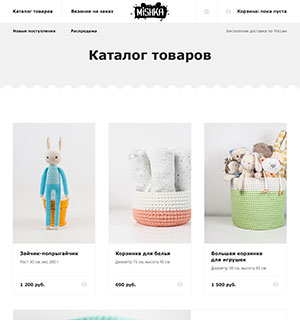 Каталог товаров
Вязание на заказ
MiSHKA
Корзина: пока пуста
Новые поступления
Распродажа
Бесплатная доставка по России
Каталог товаров
Зайчик-попрыгайчик
Рост 30 см, вес 200 г
1 200 руб.
Корзинка для белья
Диаметр 15 см, высота 40 см
690 руб.
Большая корзинка
для игрушек
Диаметр 30 см, высота 50 см
1 500 руб.